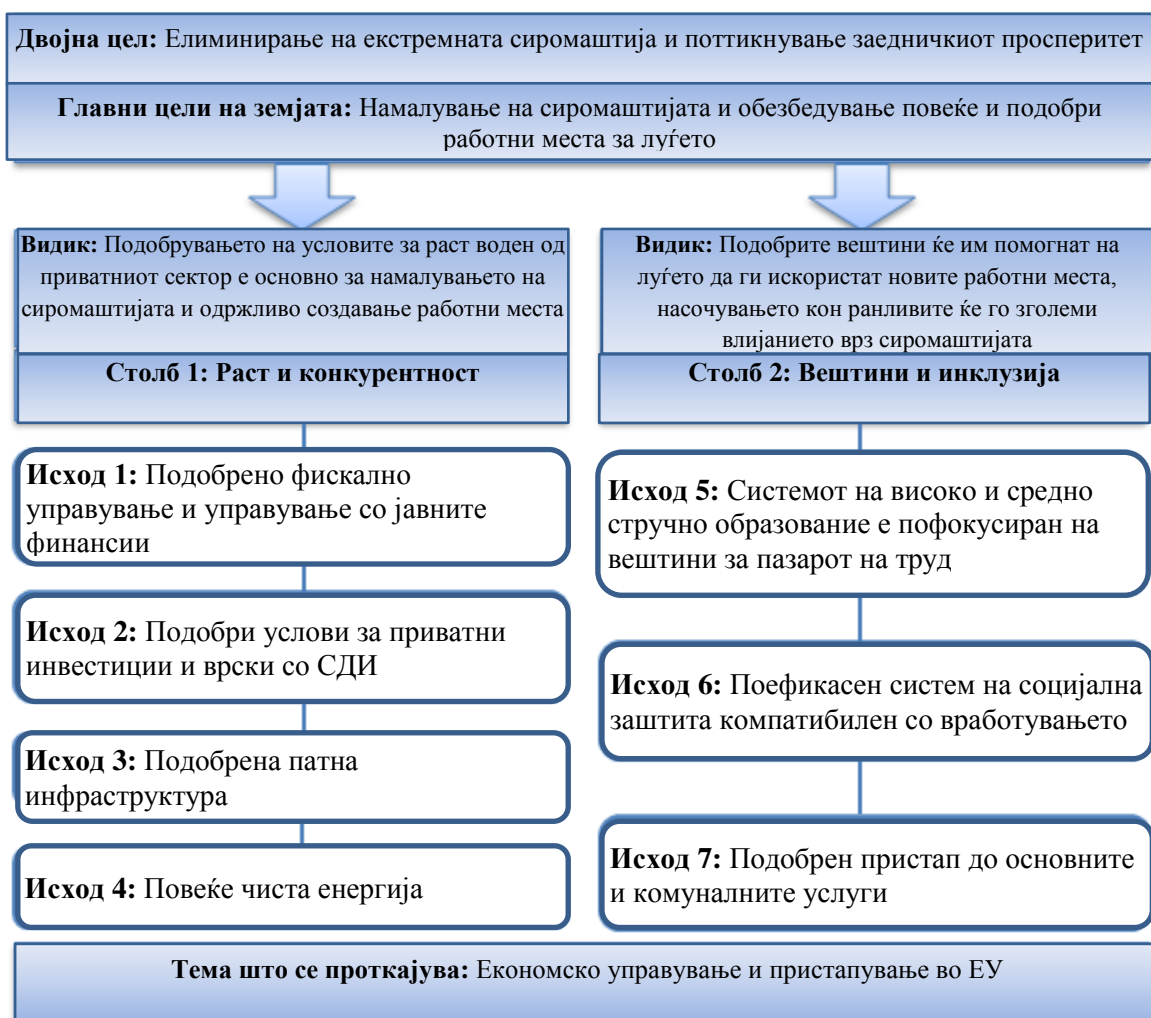 Двојна цел: Елиминирање на екстремната сиромаштија и поттикнување заедничкиот просперитет
Главни цели на земјата: Намалување на сиромаштијата и обезбедување повеќе и подобри
работни места за луѓето
Видик: Подобрувањето на условите за раст воден од
приватниот сектор е основно за намалувањето на
сиромаштијата и одржливо создавање работни места
Столб 1: Раст и конкурентност
Исход 1: Подобрено фискално
управување и управување со јавните
финансии
Исход 2: Подобри услови за приватни
инвестиции и врски со СДИ
Исход 3: Подобрена патна
инфраструктура
Исход 4: Повеќе чиста енергија
Видик: Подобрите вештини ќе им помогнат на
луѓето да ги искористат новите работни места,
насочувањето кон ранливите ќе го зголеми
влијанието врз сиромаштијата
Столб 2: Вештини и инклузија
Исход 5: Системот на високо и средно
стручно образование е пофокусиран на
вештини за пазарот на труд
Исход 6: Поефикасен систем на социјална
заштита компатибилен со вработувањето
Исход 7: Подобрен пристап до основните
и комуналните услуги
Тема што се проткајува: Економско управување и пристапување во ЕУ